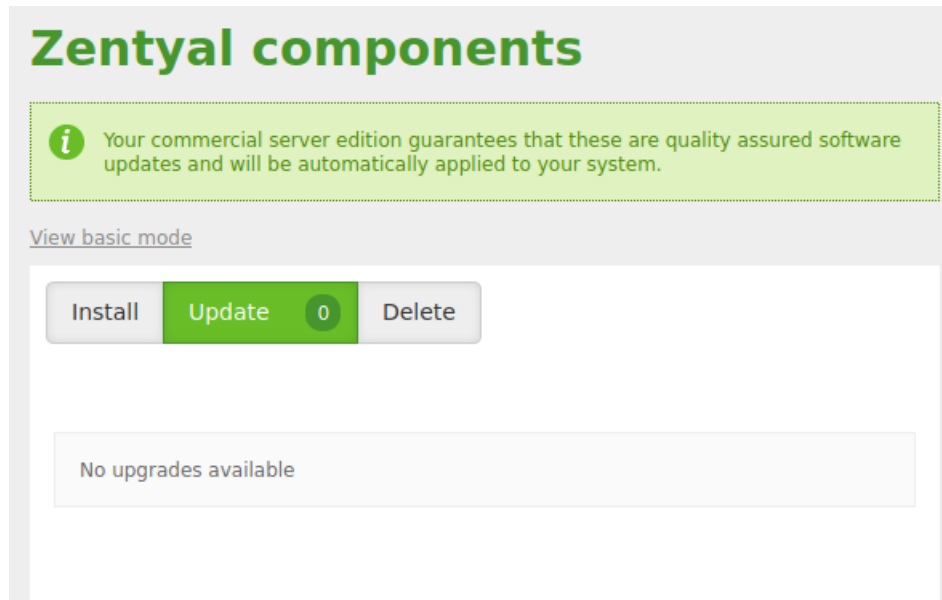 Zentyal components
i
Your commercial server edition guarantees that these are quality assured software
updates and will be automatically applied to your system.
View basic mode
Install Update 0 Delete
No upgrades available